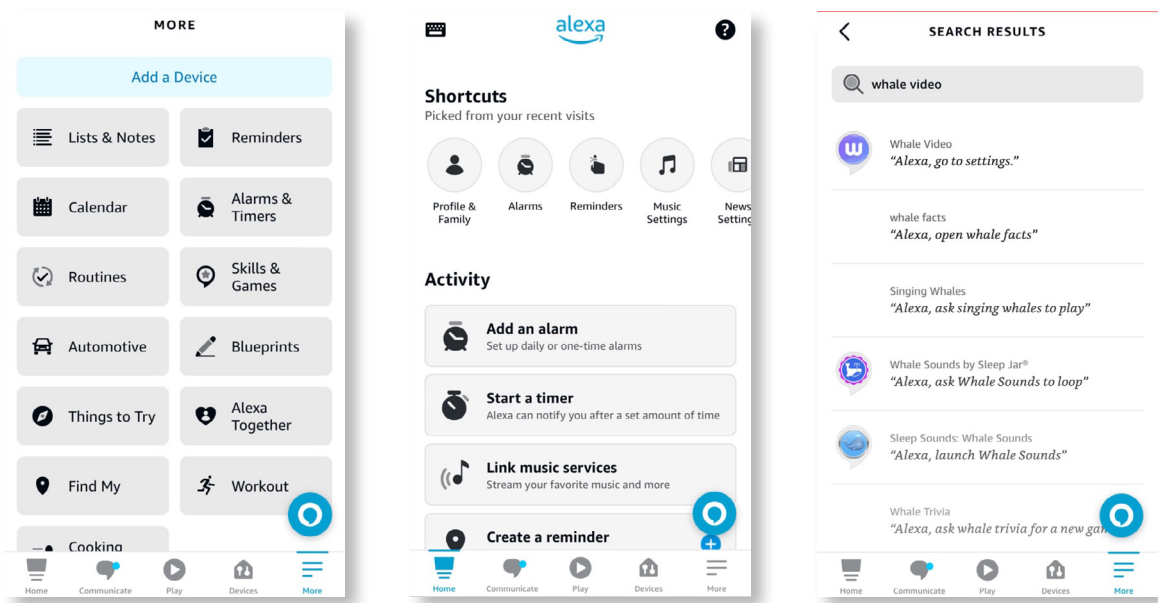 MORE
Add a Device
Lists & Notes
Reminders
Calendar
Alarms &
Timers
Routines
Skills &
Games
Automotive
Blueprints
Things to Try
Alexa
Together
Find My
Workout
Cooking
Home
Communicate
Play
Devices
More
alexa
?
Shortcuts
Picked from your recent visits
Profile &
Family
Alarms
Reminders
Music
Settings
News
Setting
Activity
Add an alarm
Set up daily or one-time alarms
Start a timer
Alexa can notify you after a set amount of time
Link music services
Stream your favorite music and more
Create a reminder
Home
Communicate
Play
Devices
More
SEARCH RESULTS
whale video
w
Whale Video
“Alexa, go to settings.”
whale facts
“Alexa, open whale facts”
Singing Whales
“Alexa, ask singing whales to play”
Whale Sounds by Sleep Jar®
“Alexa, ask Whale Sounds to loop”
Sleep Sounds: Whale Sounds
“Alexa, launch Whale Sounds”
Whale Trivia
“Alexa, ask whale trivia for a new gam
Home
Communicate
Play
Devices
More